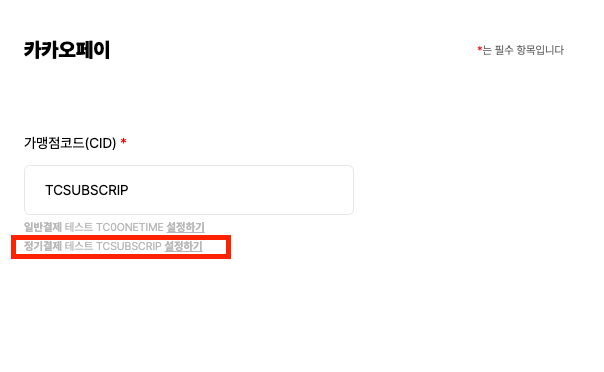 카카오페이
*는 필수 항목입니다
가맹점코드(CID) *
TCSUBSCRIP
일반결제 테스트 TC0ONETIME 설정하기
정기결제 테스트 TCSUBSCRIP 설정하기